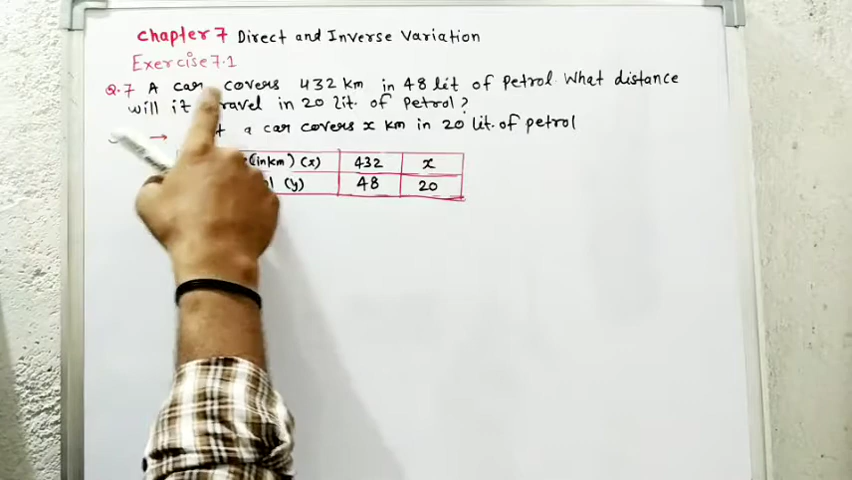 Chapter 7 Direct and Inverse Variation
Exercise 7.1
Q.7 A car covers 432 km in 48 lit of petrol. What distance
will it travel in 20 lit. of petrol?
→ a car covers x km in 20 lit. of petrol
(in km) (x) 432 x
(y) 48 20